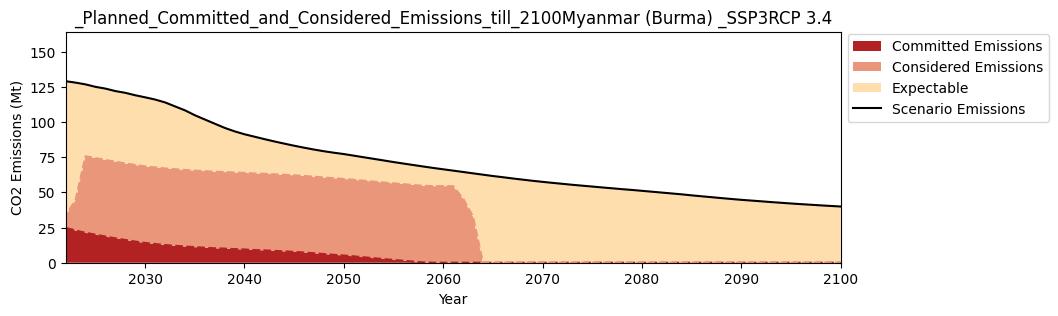 _Planned_Committed_and_Considered_Emissions_till_2100Myanmar (Burma) _SSP3RCP 3.4
150
125
100
75
50
25
0
CO2 Emissions (Mt)
2030 2040 2050 2060 2070 2080 2090 2100
Year
Committed Emissions
Considered Emissions
Expectable
Scenario Emissions